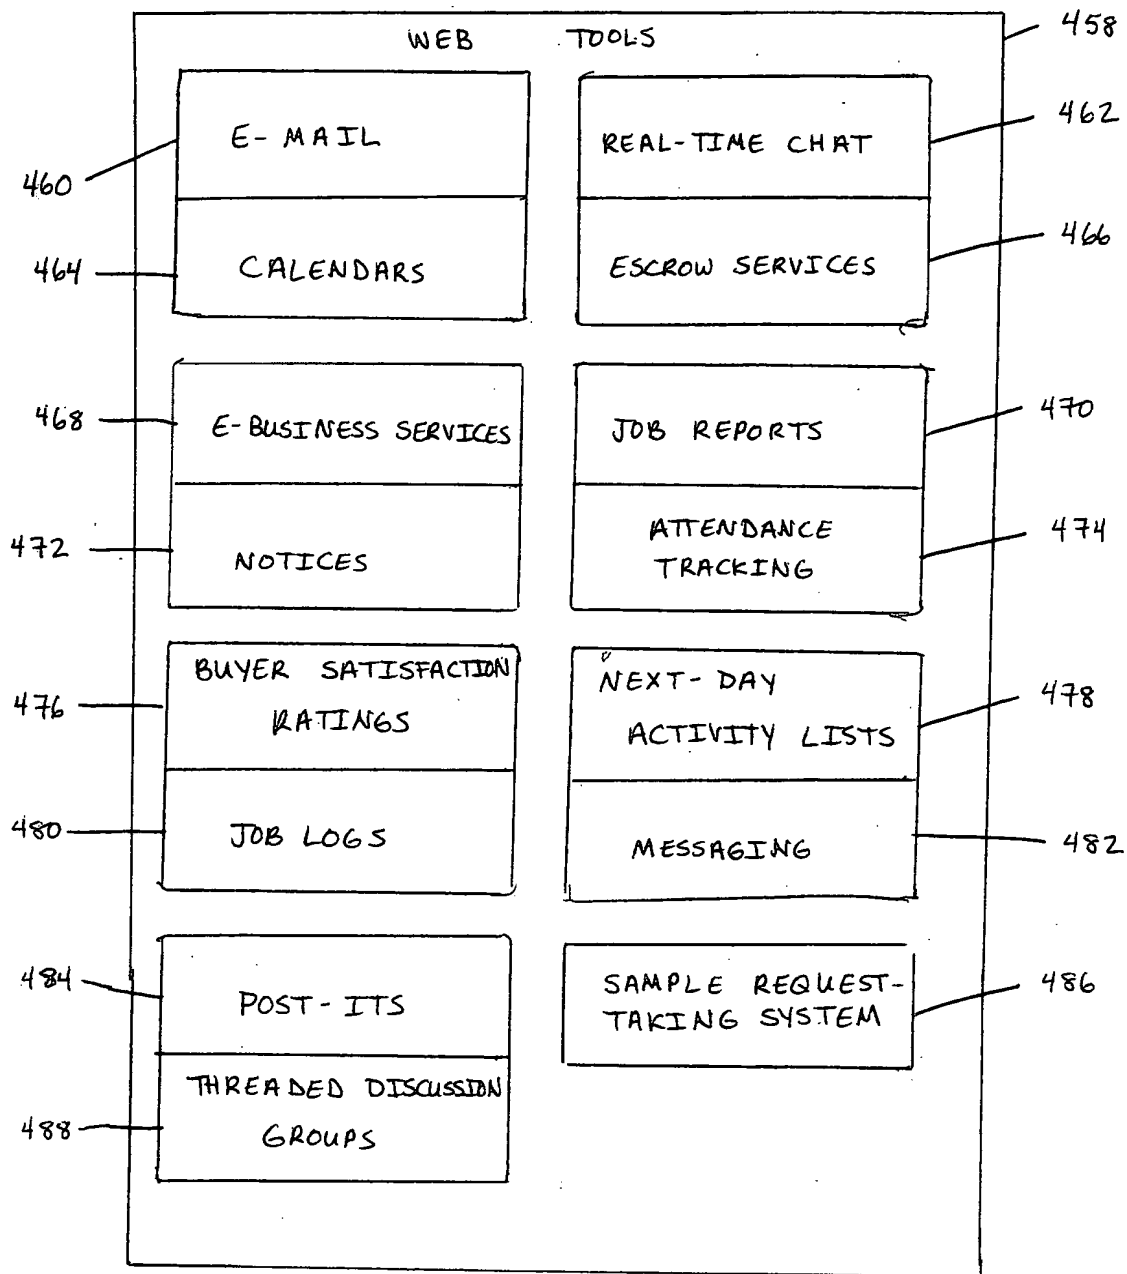 WEB TOOLS
458
E-MAIL
460
REAL-TIME CHAT
462
CALENDARS
464
ESCROW SERVICES
466
E-BUSINESS SERVICES
468
JOB REPORTS
470
NOTICES
472
ATTENDANCE
TRACKING
474
BUYER SATISFACTION
RATINGS
476
NEXT-DAY
ACTIVITY LISTS
478
JOB LOGS
480
MESSAGING
482
POST-ITS
484
SAMPLE REQUEST-
TAKING SYSTEM
486
THREADED DISCUSSION
GROUPS
488